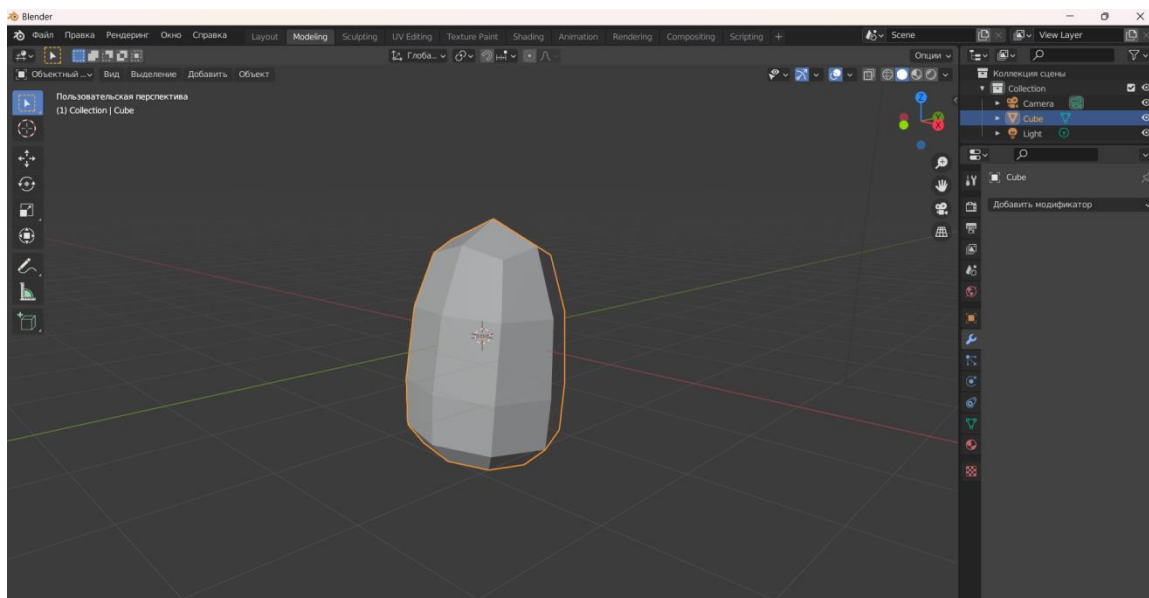 Blender
Файл Правка Рендеринг Окно Справка Layout Modeling Sculpting UV Editing Texture Paint Shading Animation Rendering Compositing Scripting + Scene View Layer
Глоба... Опции
Объектный ... Вид Выделение Добавить Объект
Пользовательская перспектива
(1) Collection | Cube
Z
Коллекция сцены
Collection
Camera
Cube
Light
Cube
Добавить модификатор